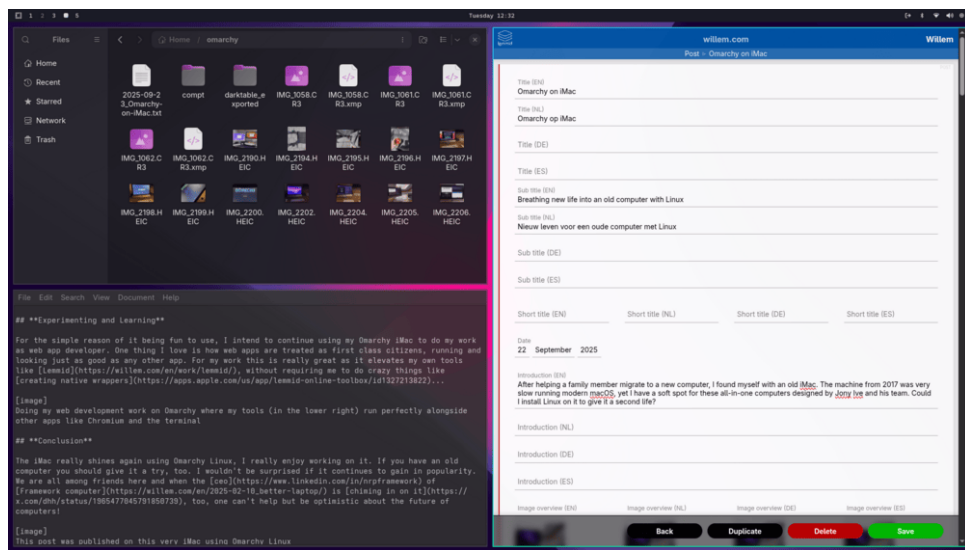 1 2 3 5
Tuesday 12:32
Files
Home / omarchy
Home
Recent
Starred
Network
Trash
2025-09-2
3_Omarchy-
on-iMac.txt
compt
darktable_e
xported
IMG_1058.C
R3
IMG_1058.C
R3.xmp
IMG_1061.C
R3
IMG_1061.C
R3.xmp
IMG_1062.C
R3
IMG_1062.C
R3.xmp
IMG_2190.H
EIC
IMG_2194.H
EIC
IMG_2195.H
EIC
IMG_2196.H
EIC
IMG_2197.H
EIC
IMG_2198.H
EIC
IMG_2199.H
EIC
IMG_2200.
HEIC
IMG_2202.
HEIC
IMG_2204.
HEIC
IMG_2205.
HEIC
IMG_2206.
HEIC
File Edit Search View Document Help
## **Experimenting and Learning**
For the simple reason of it being fun to use, I intend to continue using my Omarchy iMac to do my work
as web app developer. One thing I love is how web apps are treated as first class citizens, running and
looking just as good as any other app. For my work this is really great as it elevates my own tools
like [Lemmid](https://willem.com/en/work/lemmid/), without requiring me to do crazy things like
[creating native wrappers](https://apps.apple.com/us/app/lemmid-online-toolbox/id1327213822)...
[image]
Doing my web development work on Omarchy where my tools (in the lower right) run perfectly alongside
other apps like Chromium and the terminal
## **Conclusion**
The iMac really shines again using Omarchy Linux, I really enjoy working on it. If you have an old
computer you should give it a try, too. I wouldn't be surprised if it continues to gain in popularity.
We are all among friends here and when the [ceo](https://www.linkedin.com/in/nrpframework) of
[Framework computer](https://willem.com/en/2025-02-10_better-laptop/) is [chiming in on it](https://
x.com/dhh/status/1965477045791850739), too, one can't help but be optimistic about the future of
computers!
[image]
This post was published on this very iMac using Omarchy Linux
willem.com
Willem
Post > Omarchy on iMac
Title (EN)
Omarchy on iMac
Title (NL)
Omarchy op iMac
Title (DE)
Title (ES)
Sub title (EN)
Breathing new life into an old computer with Linux
Sub title (NL)
Nieuw leven voor een oude computer met Linux
Sub title (DE)
Sub title (ES)
Short title (EN) Short title (NL) Short title (DE) Short title (ES)
Date
22 September 2025
Introduction (EN)
After helping a family member migrate to a new computer, I found myself with an old iMac. The machine from 2017 was very
slow running modern macOS, yet I have a soft spot for these all-in-one computers designed by Jony Ive and his team. Could
I install Linux on it to give it a second life?
Introduction (NL)
Introduction (DE)
Introduction (ES)
Image overview (EN) Image overview (NL) Image overview (DE) Image overview (ES)
Back Duplicate Delete Save